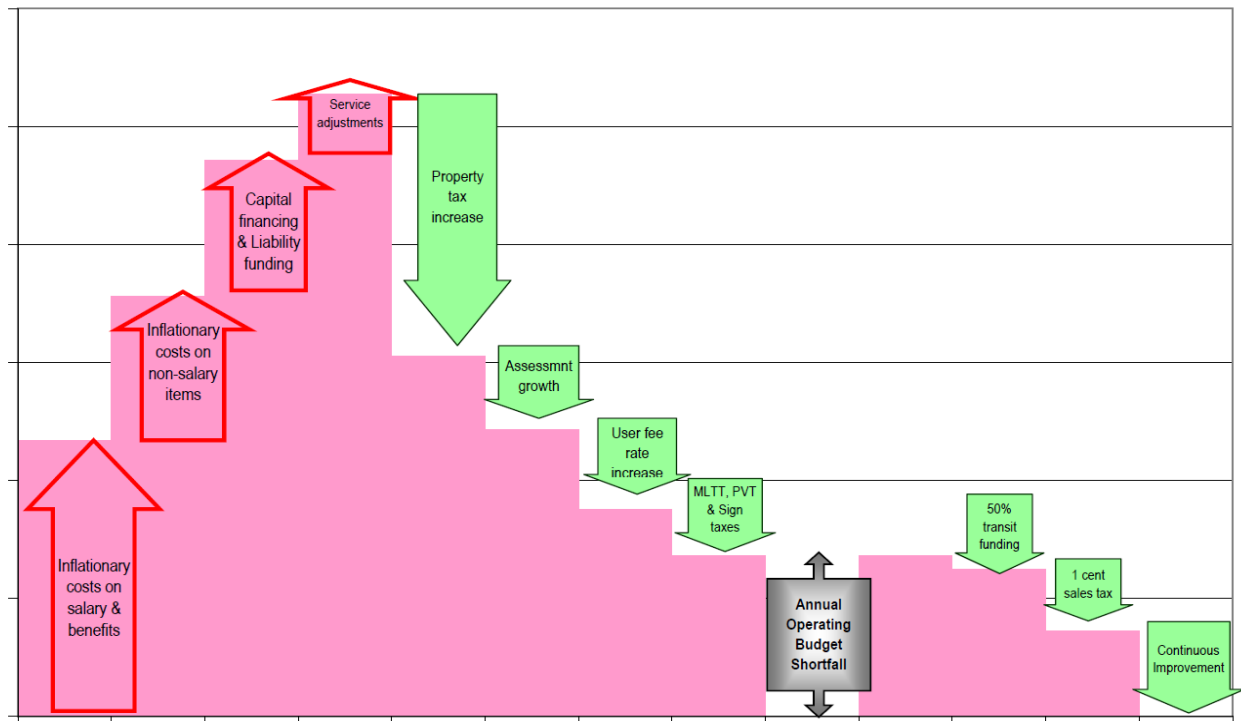 Service
adjustments
Property
tax
increase
Capital
financing
& Liability
funding
Inflationary
costs on
non-salary
items
Assessmnt
growth
User fee
rate
increase
MLTT, PVT
& Sign
taxes
50%
transit
funding
Inflationary
costs on
salary &
benefits
1 cent
sales tax
Annual
Operating
Budget
Shortfall
Continuous
Improvement